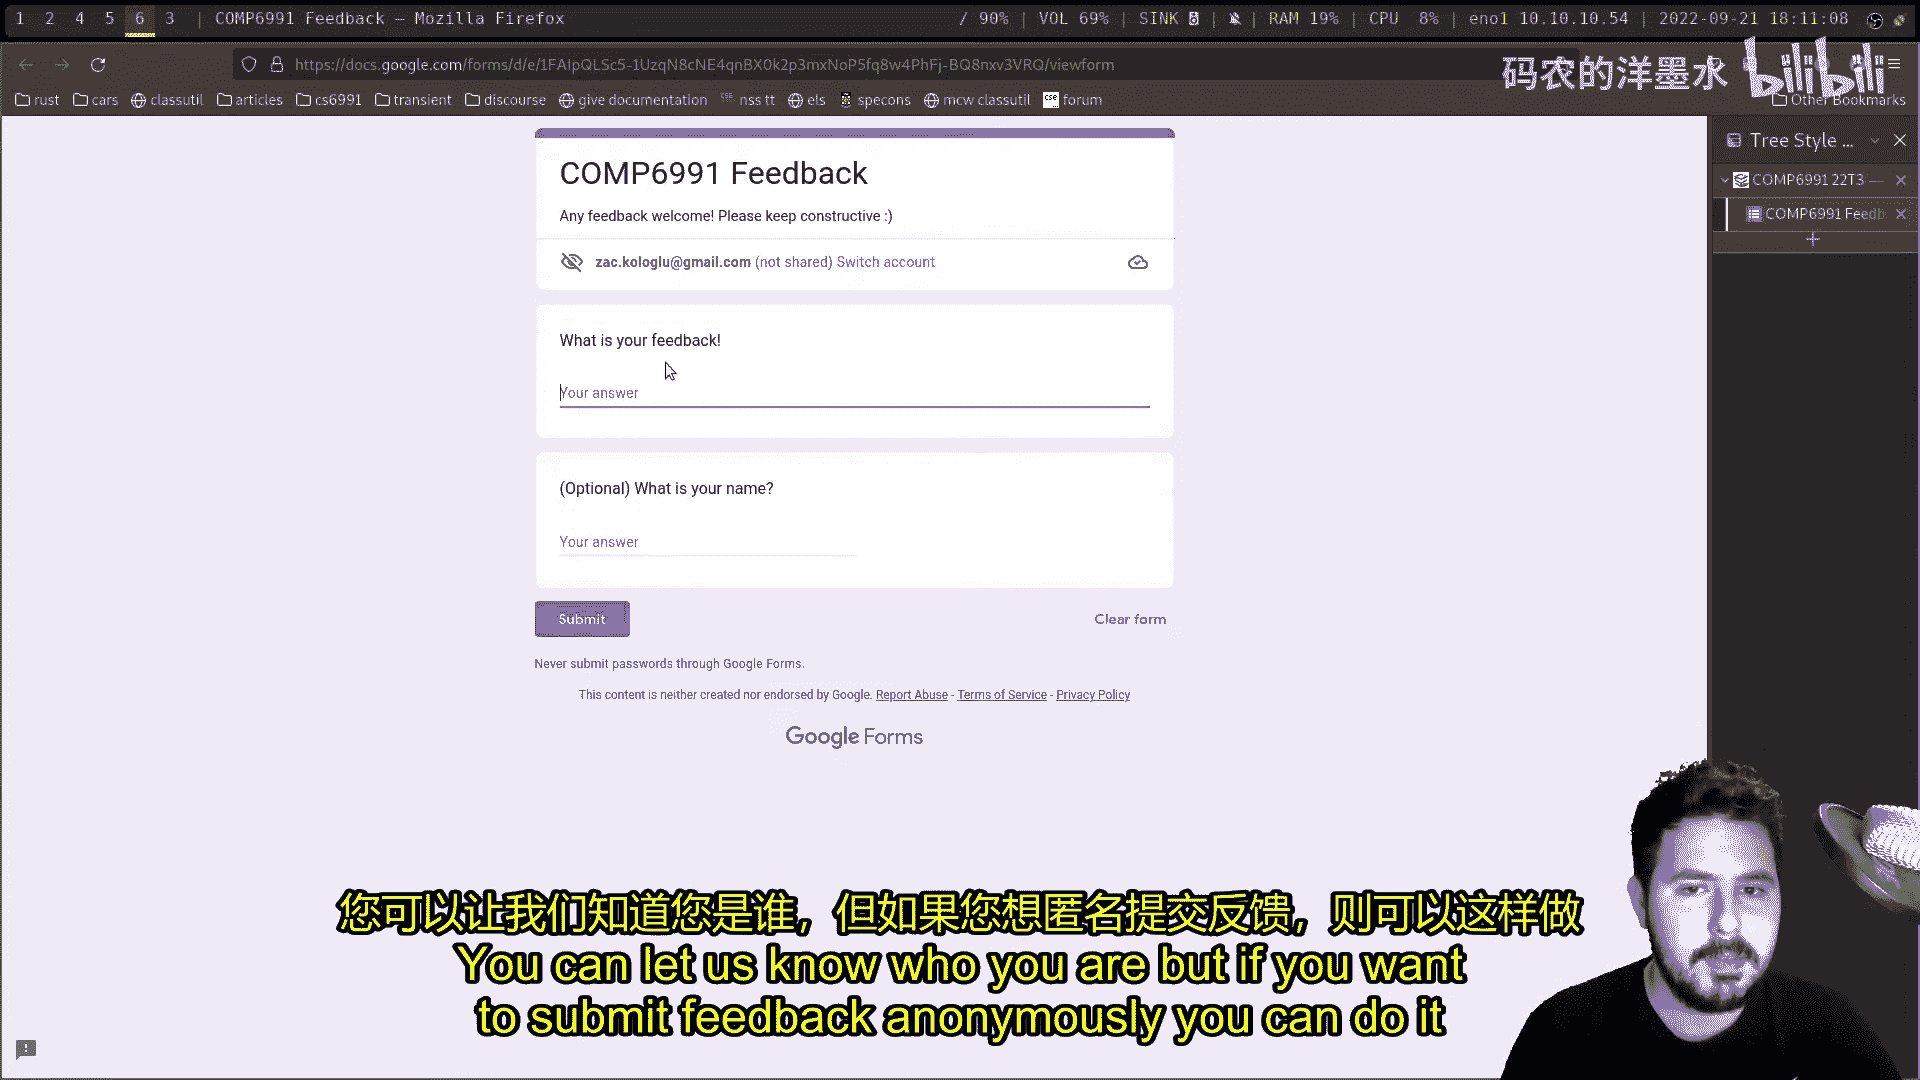 1 2 4 5 6 3 | COMP6991 Feedback — Mozilla Firefox
/ 90% | VOL 69% | SINK | | RAM 19% | CPU 8% | eno1 10.10.10.54 | 2022-09-21 18:11:08
https://docs.google.com/forms/d/e/1FAIpQLSc5-1UzqN8cNE4qnBX0k2p3mxNoP5fq8w4PhFj-BQ8nxv3VRQ/viewform
码农的洋墨水 bilibili
rust cars classutil articles cs6991 transient discourse give documentation nss tt els specons mcw classutil forum Other Bookmarks
Tree Style ...
COMP6991 22T3 —
COMP6991 Feedb
COMP6991 Feedback
Any feedback welcome! Please keep constructive :)
zac.kologlu@gmail.com (not shared) Switch account
What is your feedback!
Your answer
(Optional) What is your name?
Your answer
Submit
Clear form
Never submit passwords through Google Forms.
This content is neither created nor endorsed by Google. Report Abuse - Terms of Service - Privacy Policy
Google Forms
您可以让我们知道您是谁，但如果您想匿名提交反馈，则可以这样做
You can let us know who you are but if you want
to submit feedback anonymously you can do it